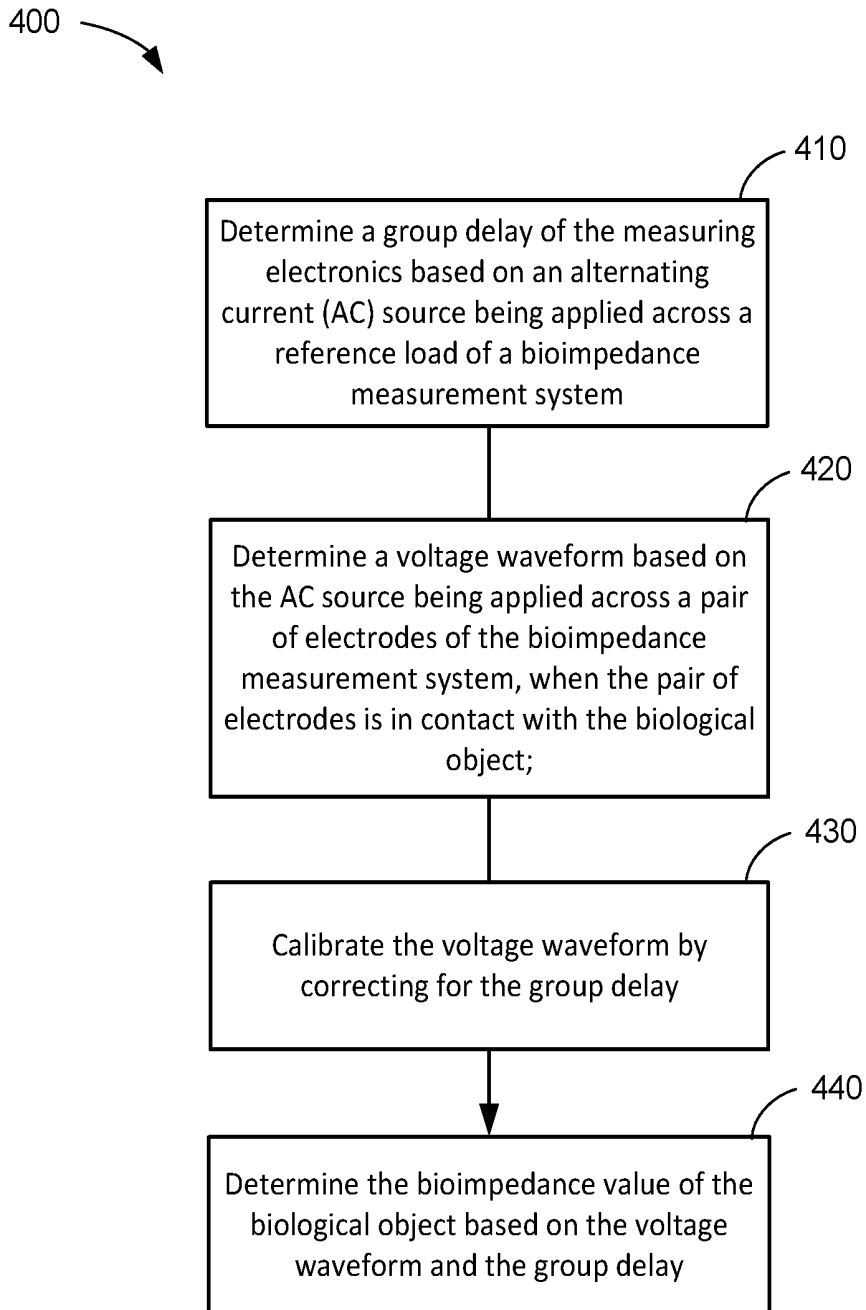 400
410
Determine a group delay of the measuring
electronics based on an alternating
current (AC) source being applied across a
reference load of a bioimpedance
measurement system
420
Determine a voltage waveform based on
the AC source being applied across a pair
of electrodes of the bioimpedance
measurement system, when the pair of
electrodes is in contact with the biological
object;
430
Calibrate the voltage waveform by
correcting for the group delay
440
Determine the bioimpedance value of the
biological object based on the voltage
waveform and the group delay